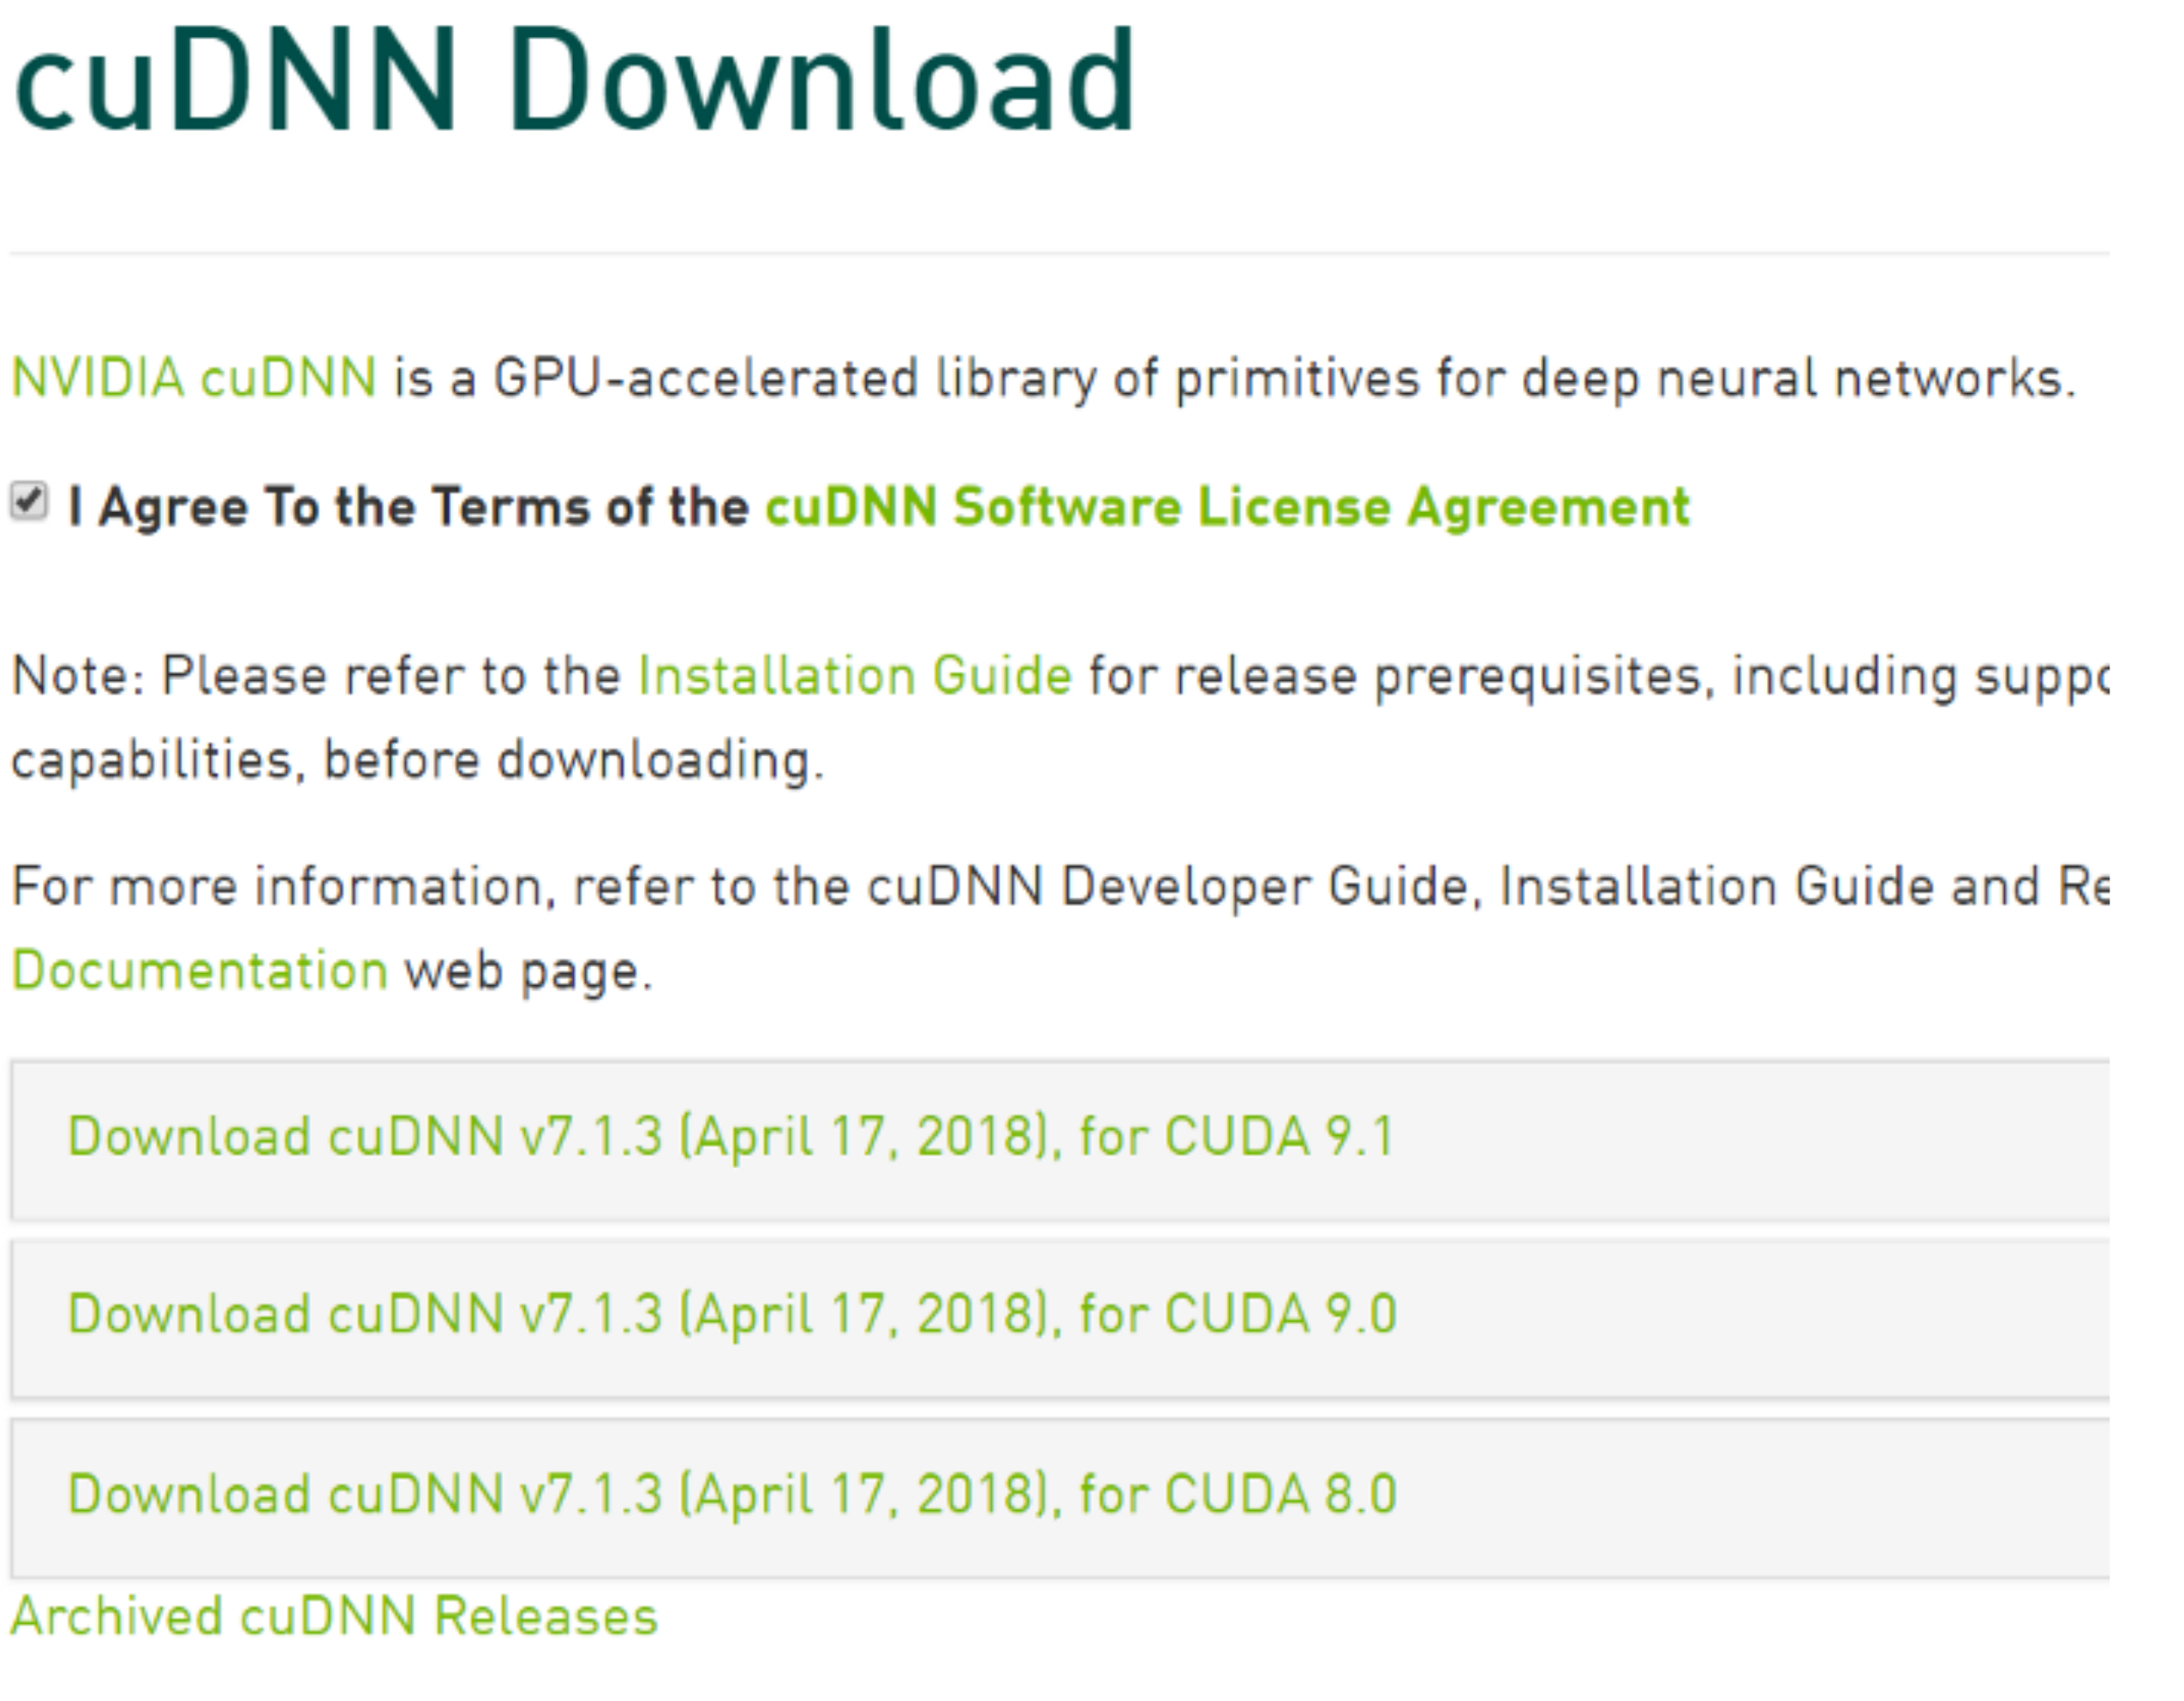 cuDNN Download
NVIDIA cuDNN is a GPU-accelerated library of primitives for deep neural networks.
I Agree To the Terms of the cuDNN Software License Agreement
Note: Please refer to the Installation Guide for release prerequisites, including
capabilities, before downloading.
For more information, refer to the cuDNN Developer Guide, Installation Guide and
Documentation web page.
Download cuDNN v7.1.3 (April 17, 2018), for CUDA 9.1
Download cuDNN v7.1.3 (April 17, 2018), for CUDA 9.0
Download cuDNN v7.1.3 (April 17, 2018), for CUDA 8.0
Archived cuDNN Releases